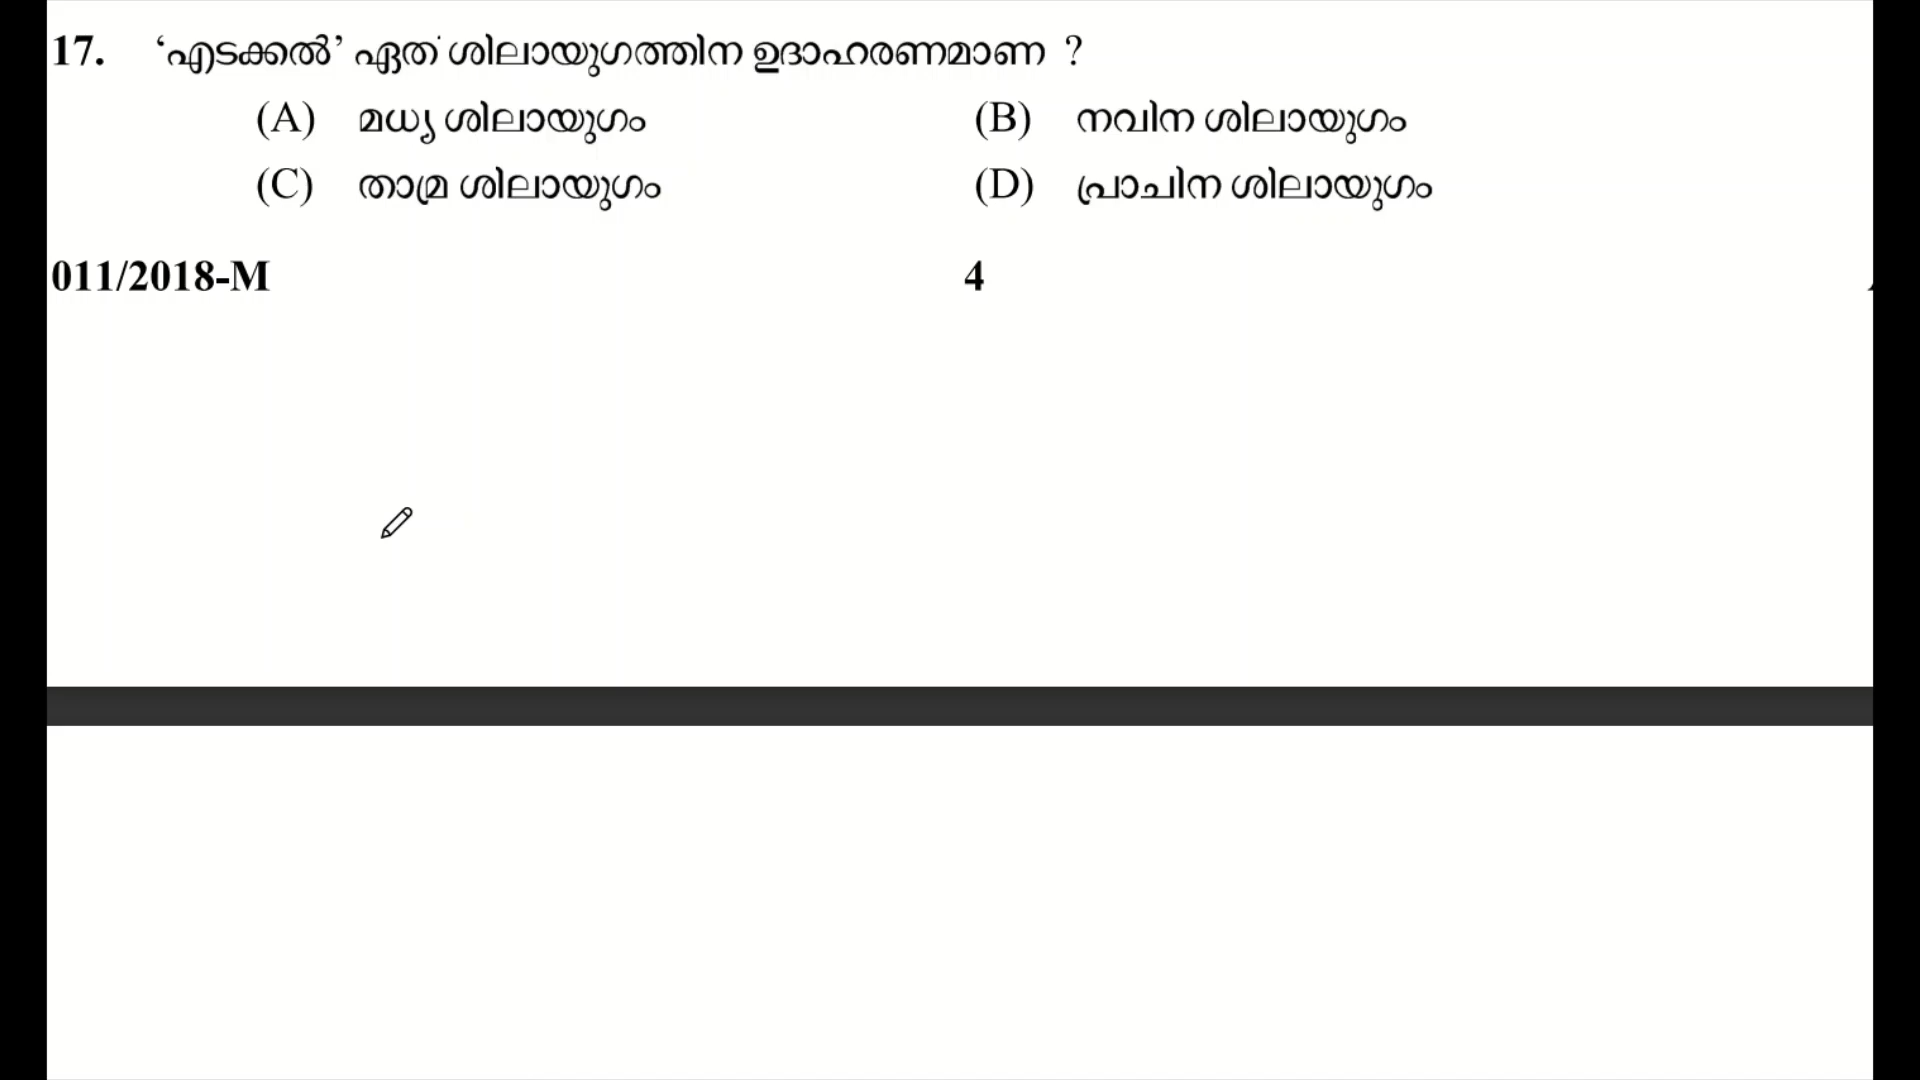 17. ‘എടക്കൽ’ ഏത് ശിലായുഗത്തിന ഉദാഹരണമാണ ?
(A) മധ്യ ശിലായുഗം (B) നവിന ശിലായുഗം
(C) താമ്ര ശിലായുഗം (D) പ്രാചിന ശിലായുഗം
011/2018-M 4